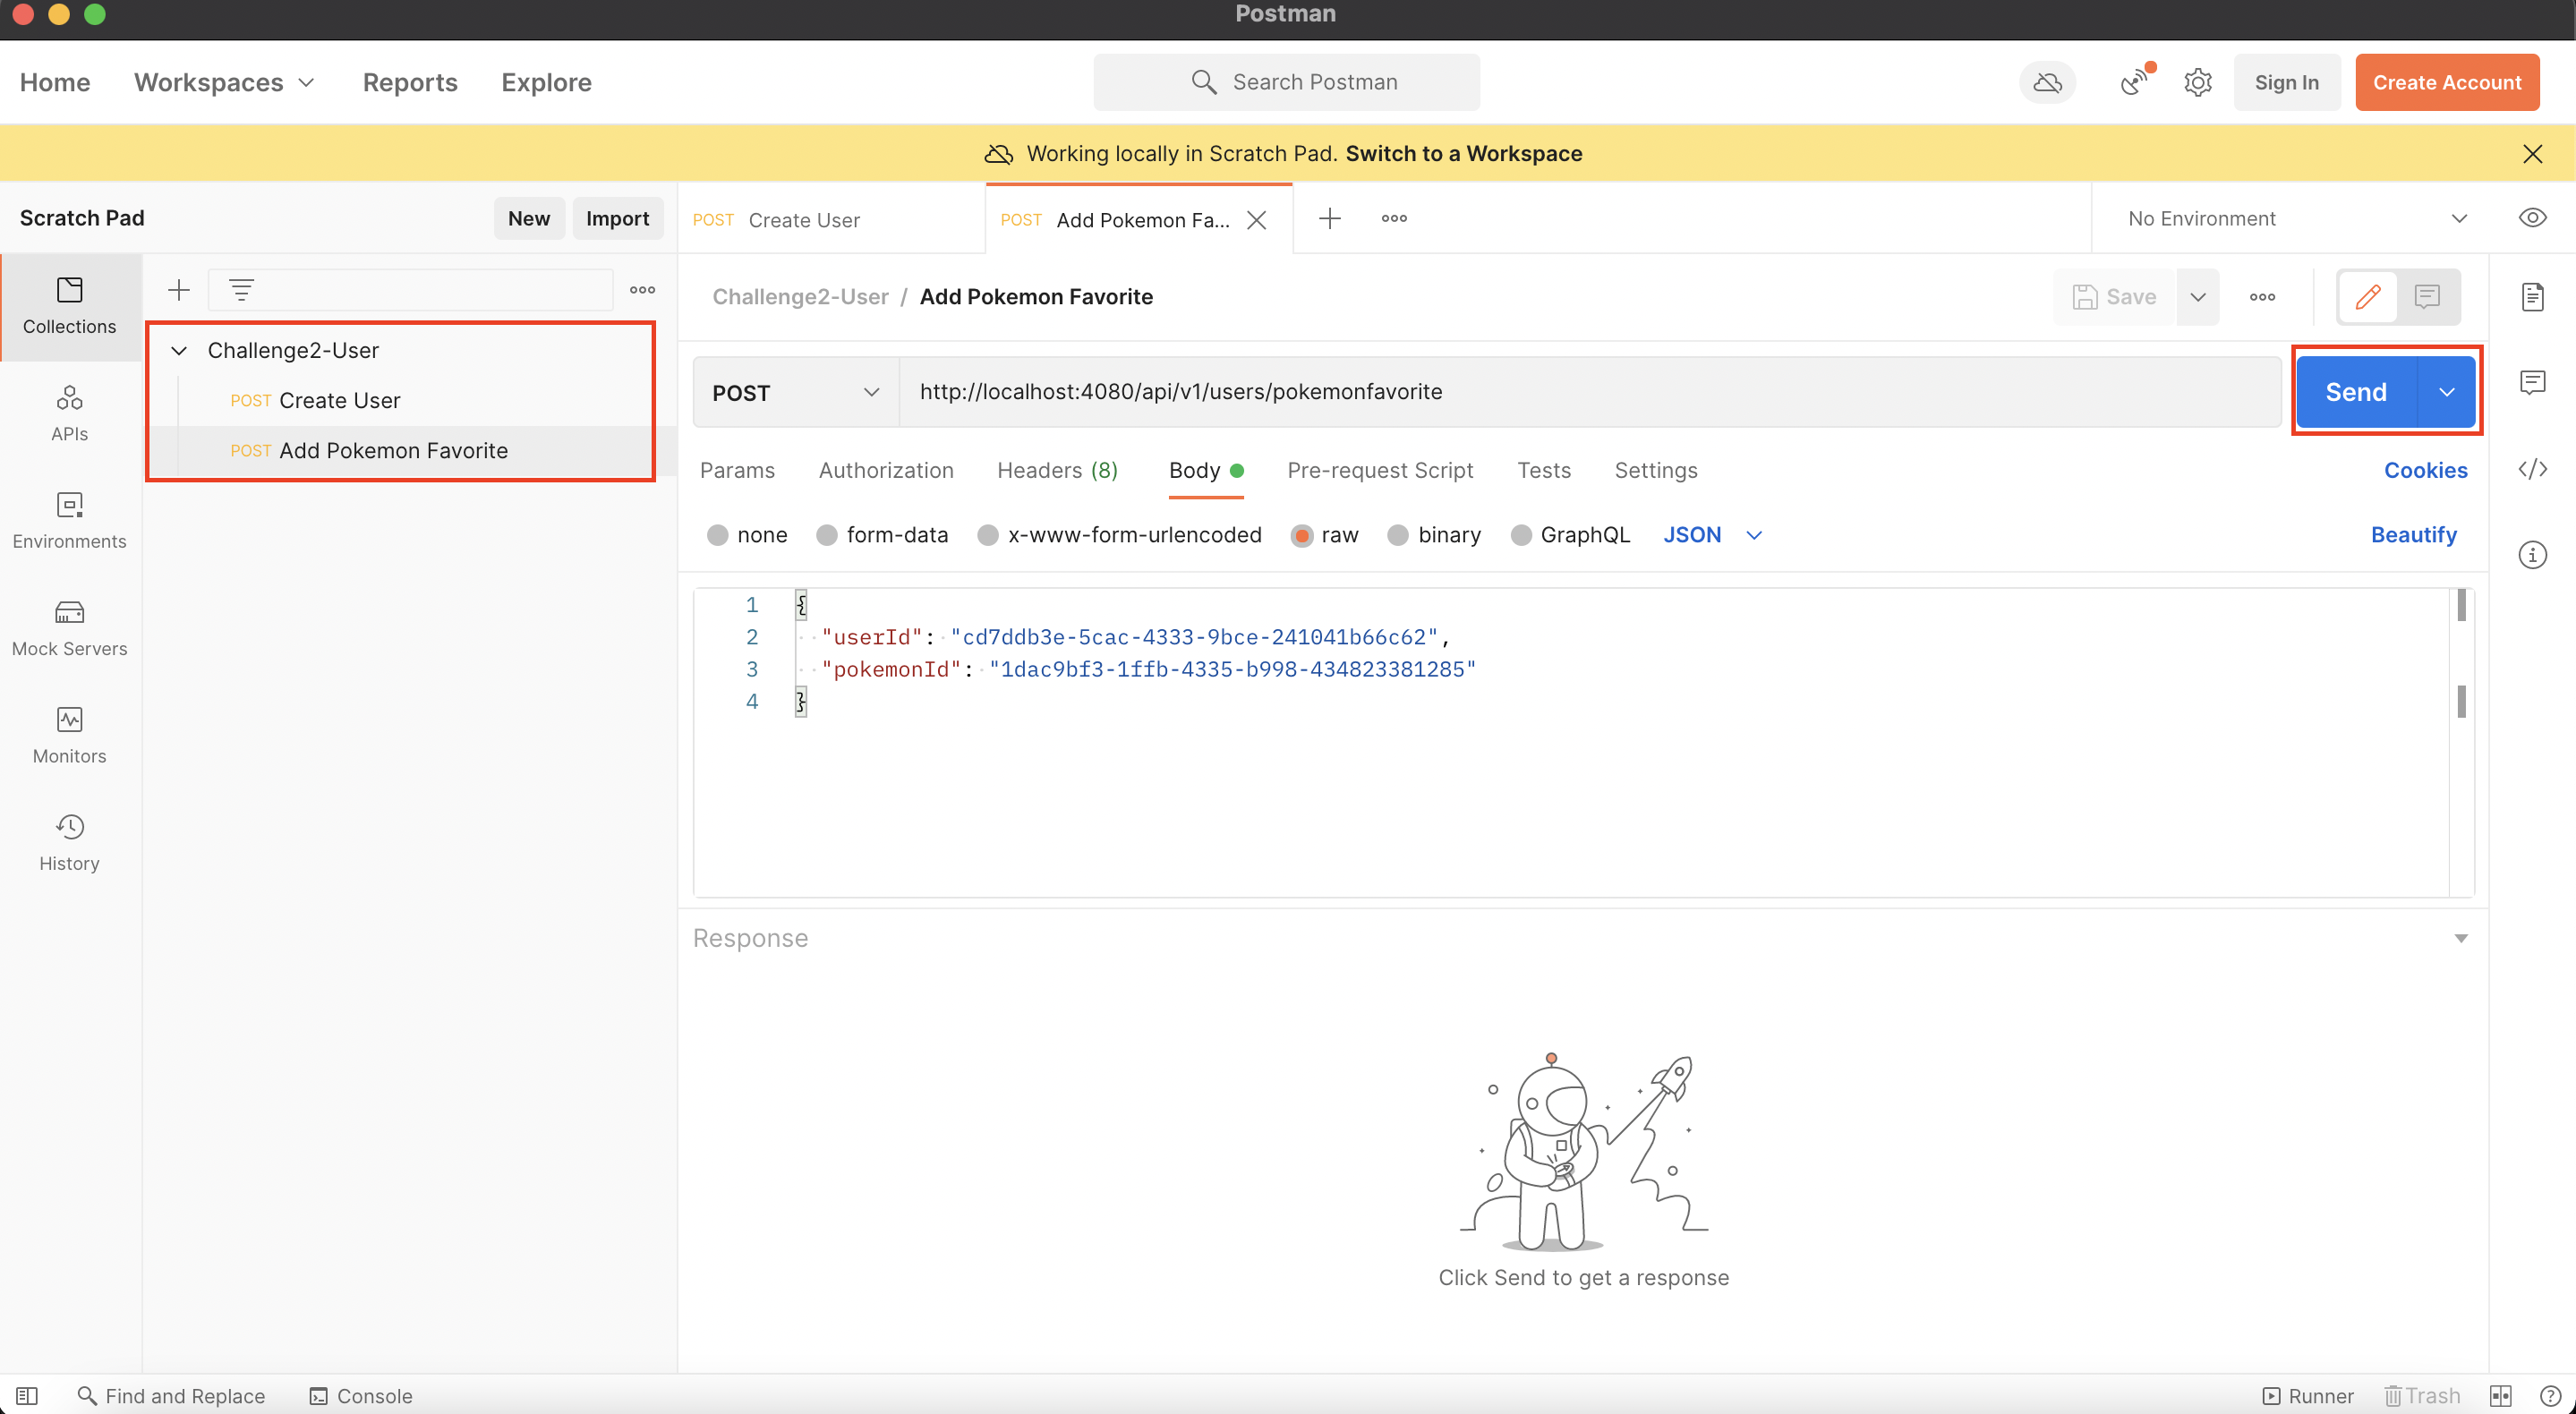 Postman
Home Workspaces Reports Explore Search Postman Sign In Create Account
Working locally in Scratch Pad. Switch to a Workspace
Scratch Pad New Import POST Create User POST Add Pokemon Fa... No Environment
Collections
APIs
Environments
Mock Servers
Monitors
History
Challenge2-User
POST Create User
POST Add Pokemon Favorite
Challenge2-User / Add Pokemon Favorite Save
POST http://localhost:4080/api/v1/users/pokemonfavorite Send
Params Authorization Headers (8) Body Pre-request Script Tests Settings Cookies
none form-data x-www-form-urlencoded raw binary GraphQL JSON Beautify
1 {
2 "userId": "cd7ddb3e-5cac-4333-9bce-241041b66c62",
3 "pokemonId": "1dac9bf3-1ffb-4335-b998-434823381285"
4 }
Response
Click Send to get a response
Find and Replace Console Runner Trash